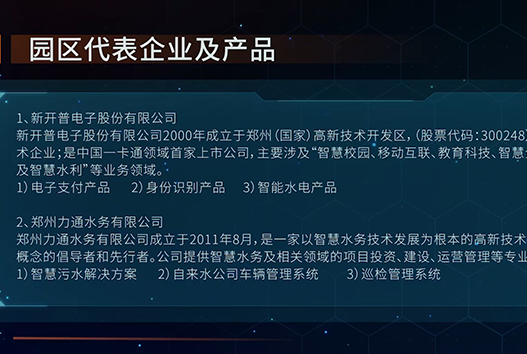 园区代表企业及产品
1、新开普电子股份有限公司
新开普电子股份有限公司2000年成立于郑州（国家）高新技术开发区，（股票代码：300248）
术企业；是中国一卡通领域首家上市公司，主要涉及“智慧校园、移动互联、教育科技、智慧
及智慧水利”等业务领域。
1）电子支付产品 2）身份识别产品 3）智能水电产品
2、郑州力通水务有限公司
郑州力通水务有限公司成立于2011年8月，是一家以智慧水务技术发展为根本的高新技术
概念的倡导者和先行者。公司提供智慧水务及相关领域的项目投资、建设、运营管理等专业
1）智慧污水解决方案 2）自来水公司车辆管理系统 3）巡检管理系统